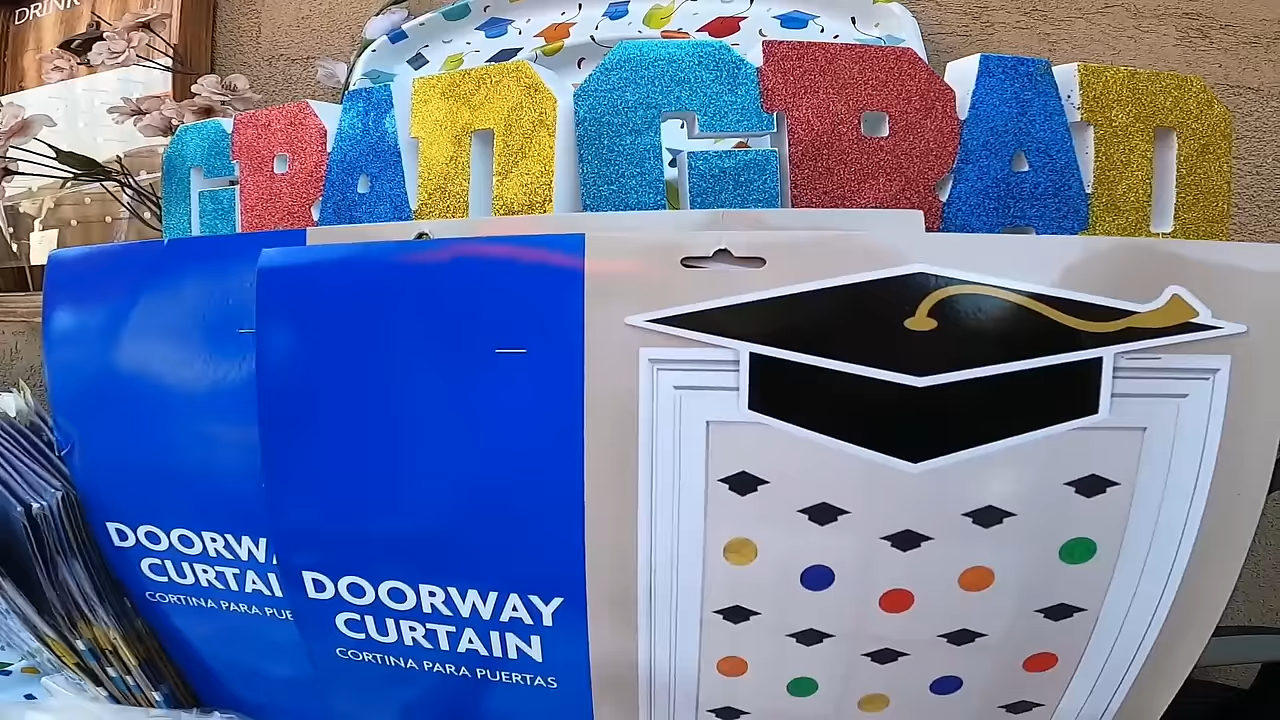 DRINK
GRAD GRAD
DOORWA
CURTAI
CORTINA PARA PUE
DOORWAY
CURTAIN
CORTINA PARA PUERTAS